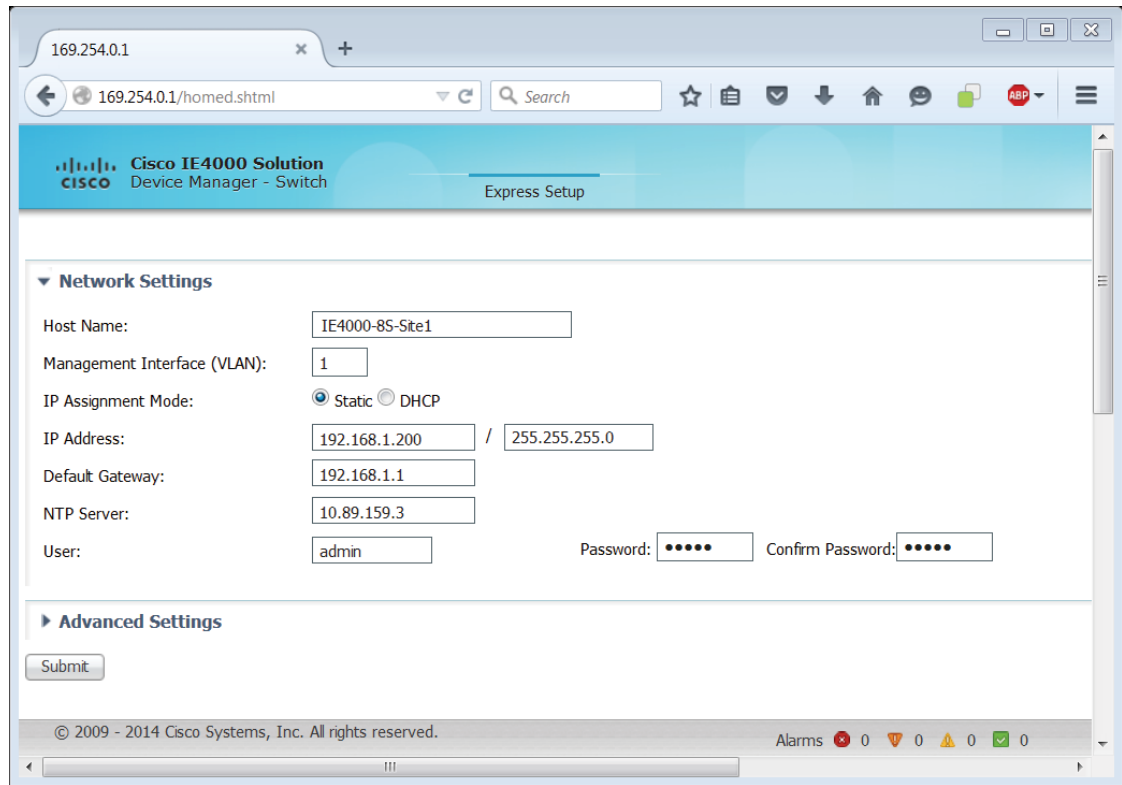 169.254.0.1
169.254.0.1/homed.shtml
Search
ABP
Cisco IE4000 Solution
CISCO Device Manager - Switch
Express Setup
Network Settings
Host Name: IE4000-8S-Site1
Management Interface (VLAN): 1
IP Assignment Mode: Static DHCP
IP Address: 192.168.1.200 / 255.255.255.0
Default Gateway: 192.168.1.1
NTP Server: 10.89.159.3
User: admin Password: ••••• Confirm Password: •••••
Advanced Settings
Submit
© 2009 - 2014 Cisco Systems, Inc. All rights reserved.
Alarms 0 0 0 0